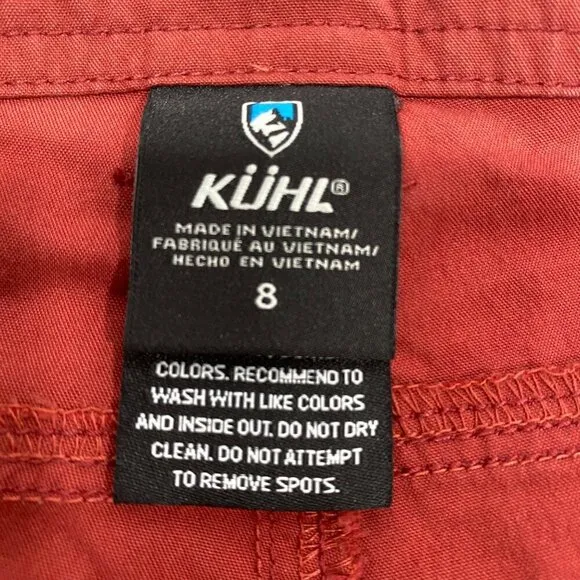 KÜHL®
MADE IN VIETNAM/
FABRIQUÉ AU VIETNAM/
HECHO EN VIETNAM
8
COLORS. RECOMMEND TO
WASH WITH LIKE COLORS
AND INSIDE OUT. DO NOT DRY
CLEAN. DO NOT ATTEMPT
TO REMOVE SPOTS.